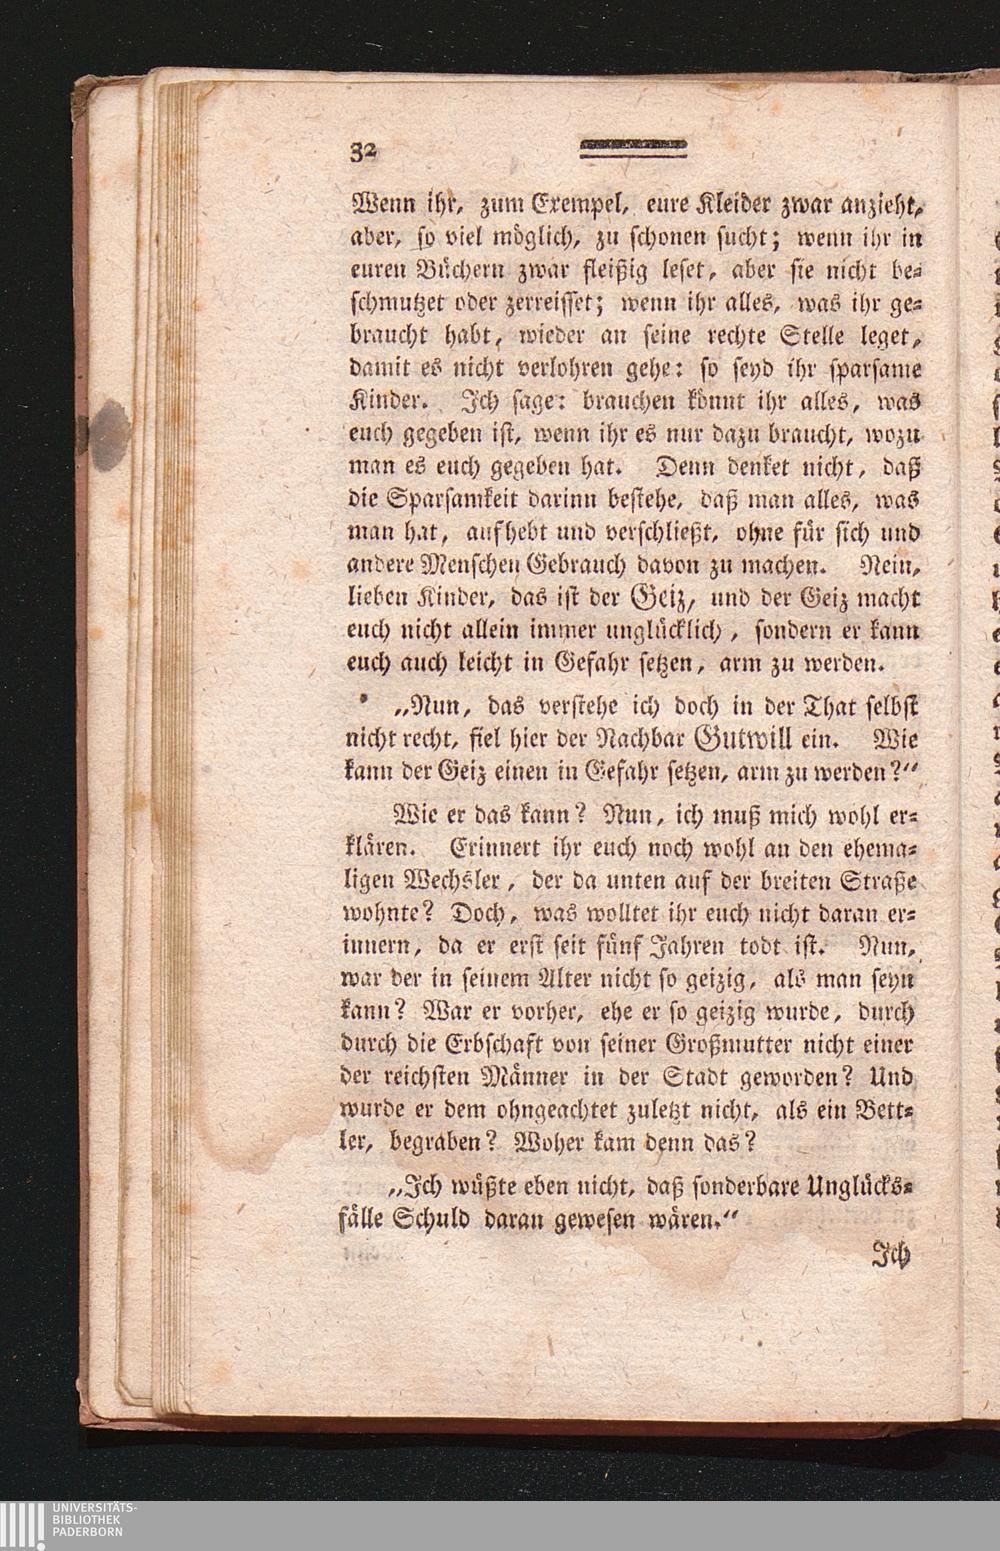 32
Wenn ihr, zum Exempel, eure Kleider zwar anzieht,
aber, so viel möglich, zu schonen sucht; wenn ihr in
euren Büchern zwar fleißig leset, aber sie nicht be-
schmutzet oder zerreisset; wenn ihr alles, was ihr ge-
braucht habt, wieder an seine rechte Stelle leget,
damit es nicht verlohren gehe: so seyd ihr sparsame
Kinder. Ich sage: brauchen könnt ihr alles, was
euch gegeben ist, wenn ihr es nur dazu braucht, wozu
man es euch gegeben hat. Denn denket nicht, daß
die Sparsamkeit darinn bestehe, daß man alles, was
man hat, aufhebt und verschließt, ohne für sich und
andere Menschen Gebrauch davon zu machen. Nein,
lieben Kinder, das ist der Geiz, und der Geiz macht
euch nicht allein immer unglücklich, sondern er kann
euch auch leicht in Gefahr setzen, arm zu werden.
„Nun, das verstehe ich doch in der That selbst
nicht recht, fiel hier der Nachbar Gutwill ein. Wie
kann der Geiz einen in Gefahr setzen, arm zu werden?“
Wie er das kann? Nun, ich muß mich wohl er-
klären. Erinnert ihr euch noch wohl an den ehema-
ligen Wechsler, der da unten auf der breiten Straße
wohnte? Doch, was wolltet ihr euch nicht daran er-
innern, da er erst seit fünf Jahren todt ist. Nun,
war der in seinem Alter nicht so geizig, als man seyn
kann? War er vorher, ehe er so geizig wurde, durch
durch die Erbschaft von seiner Großmutter nicht einer
der reichsten Männer in der Stadt geworden? Und
wurde er dem ohngeachtet zuletzt nicht, als ein Bett-
ler, begraben? Woher kam denn das?
„Ich wüßte eben nicht, daß sonderbare Unglücks-
fälle Schuld daran gewesen wären.“
Ich
UNIVERSITÄTS-
BIBLIOTHEK
PADERBORN